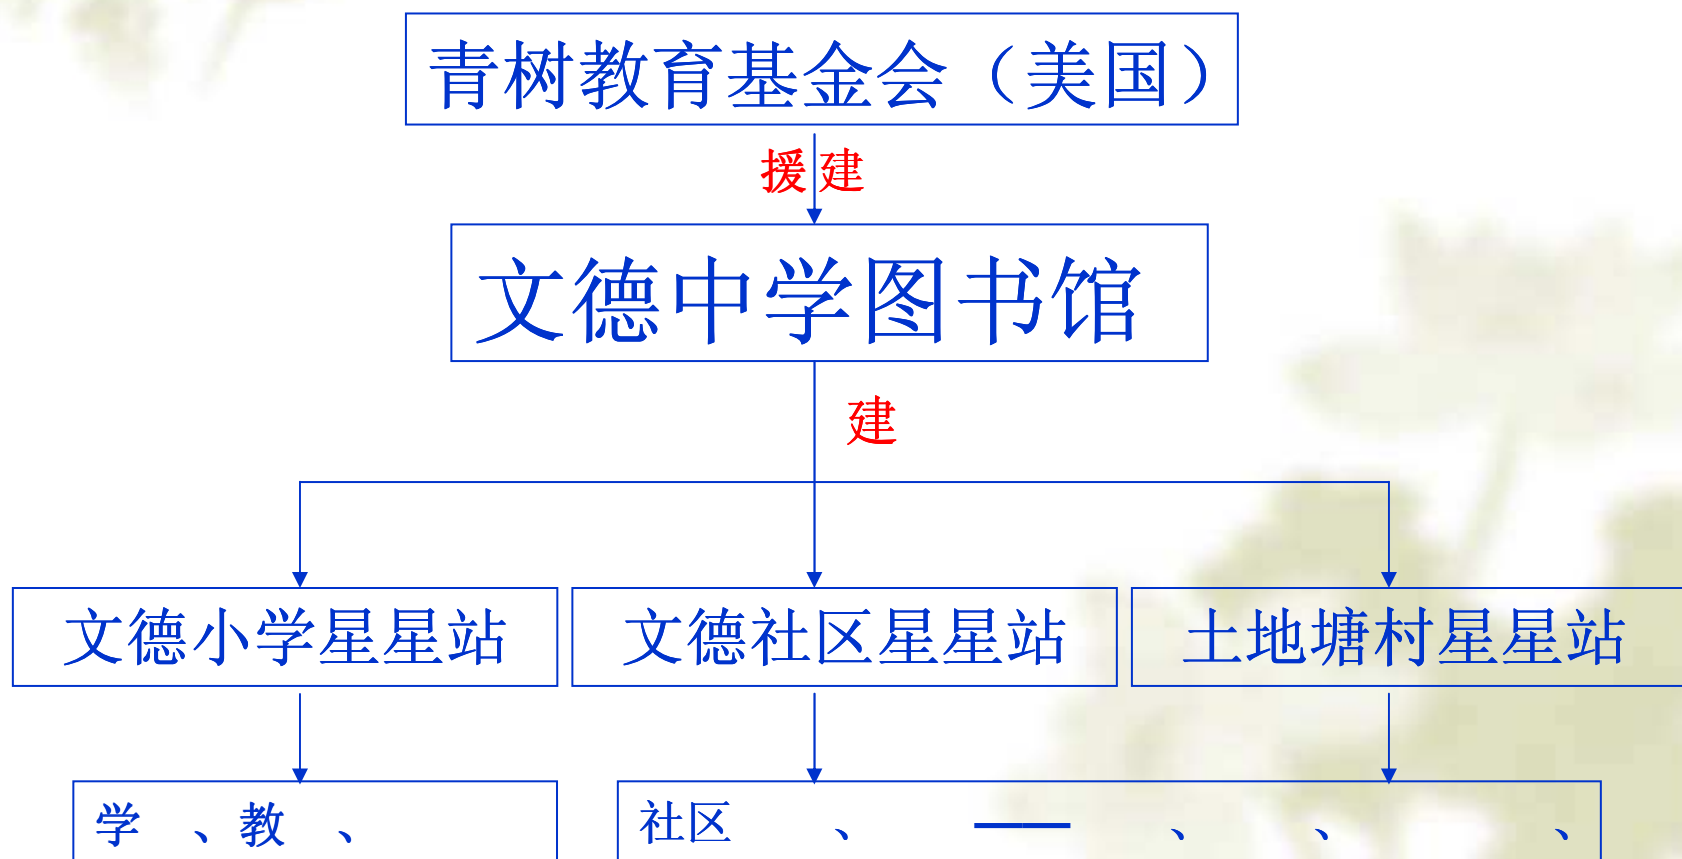 青树教育基金会（美国）
援建
文德中学图书馆
建
文德小学星星站
文德社区星星站
土地塘村星星站
学 、教 、
社区 、 —— 、 、 、